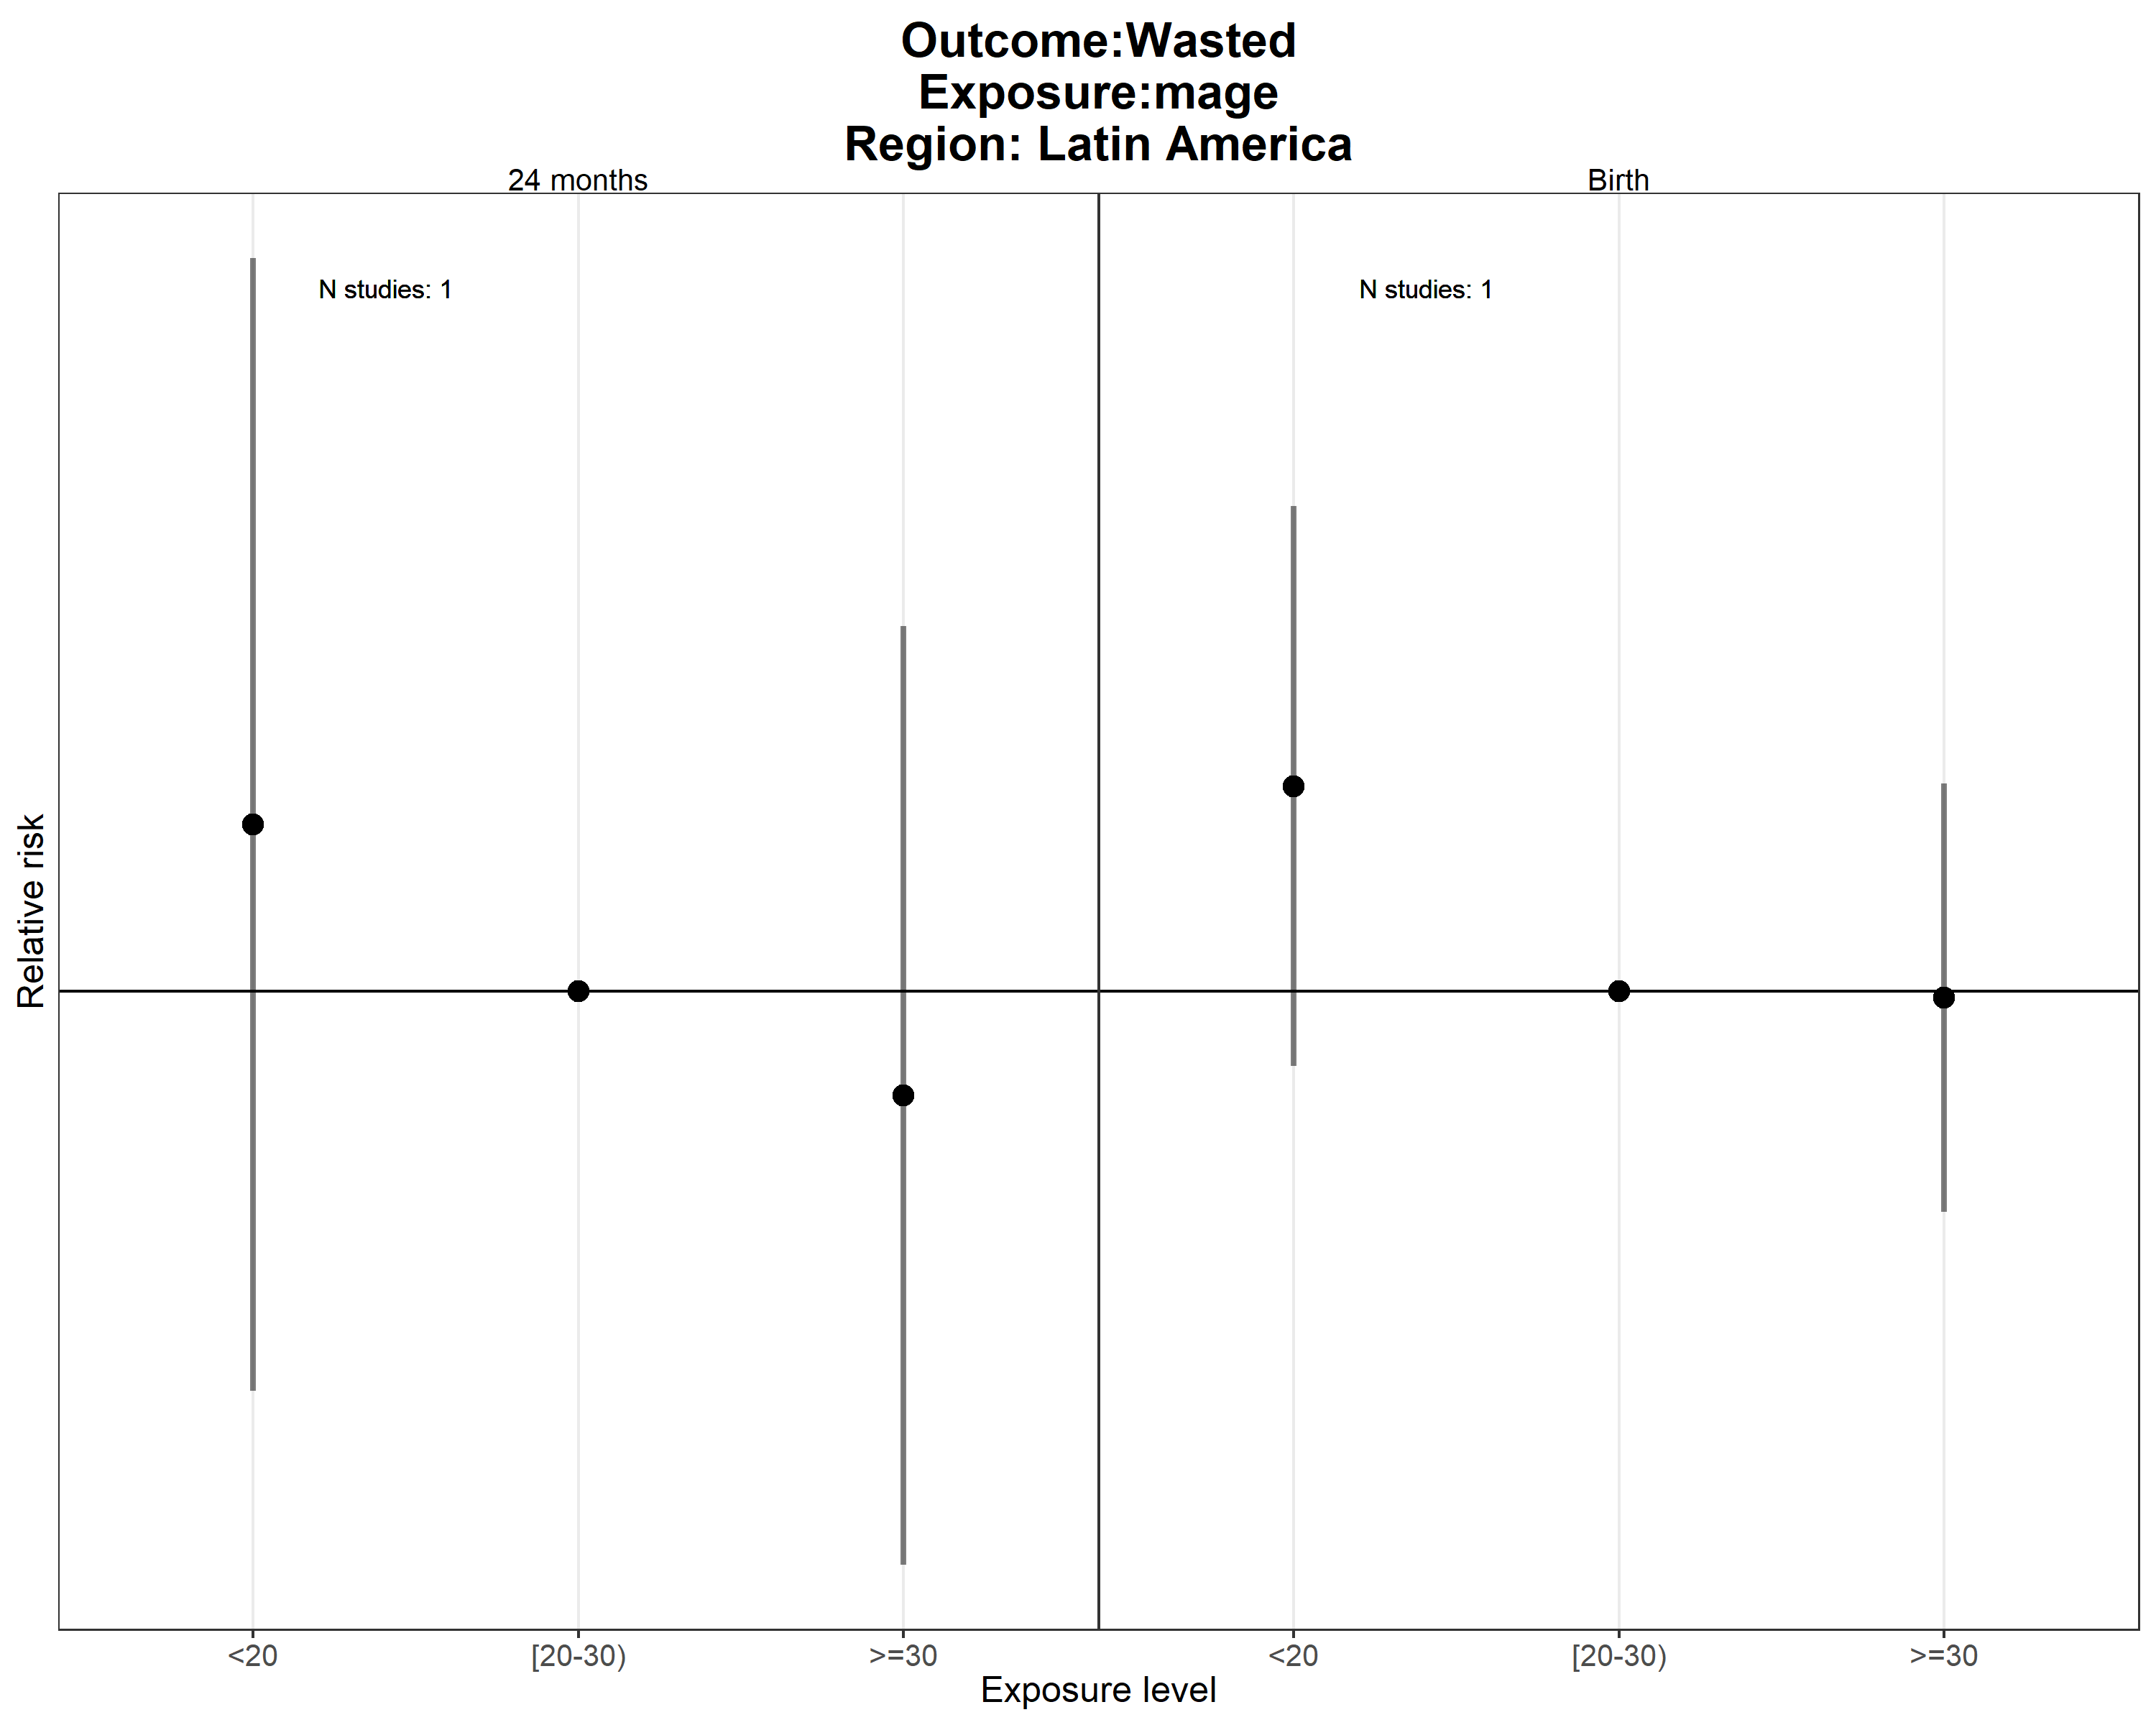 Outcome:Wasted
Exposure:mage
Region: Latin America
24 months
Birth
N studies: 1
N studies: 1
Relative risk
<20
[20-30)
>=30
<20
[20-30)
>=30
Exposure level